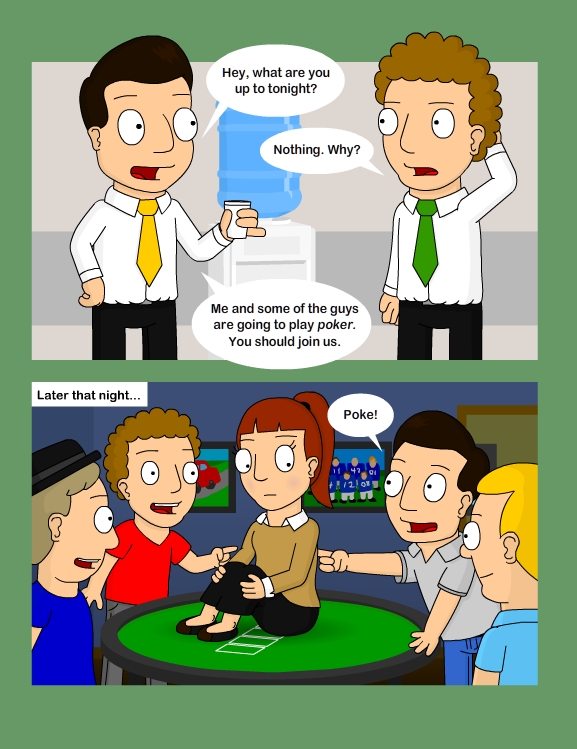 Hey, what are you
up to tonight?
Nothing. Why?
Me and some of the guys
are going to play poker.
You should join us.
Later that night...
Poke!